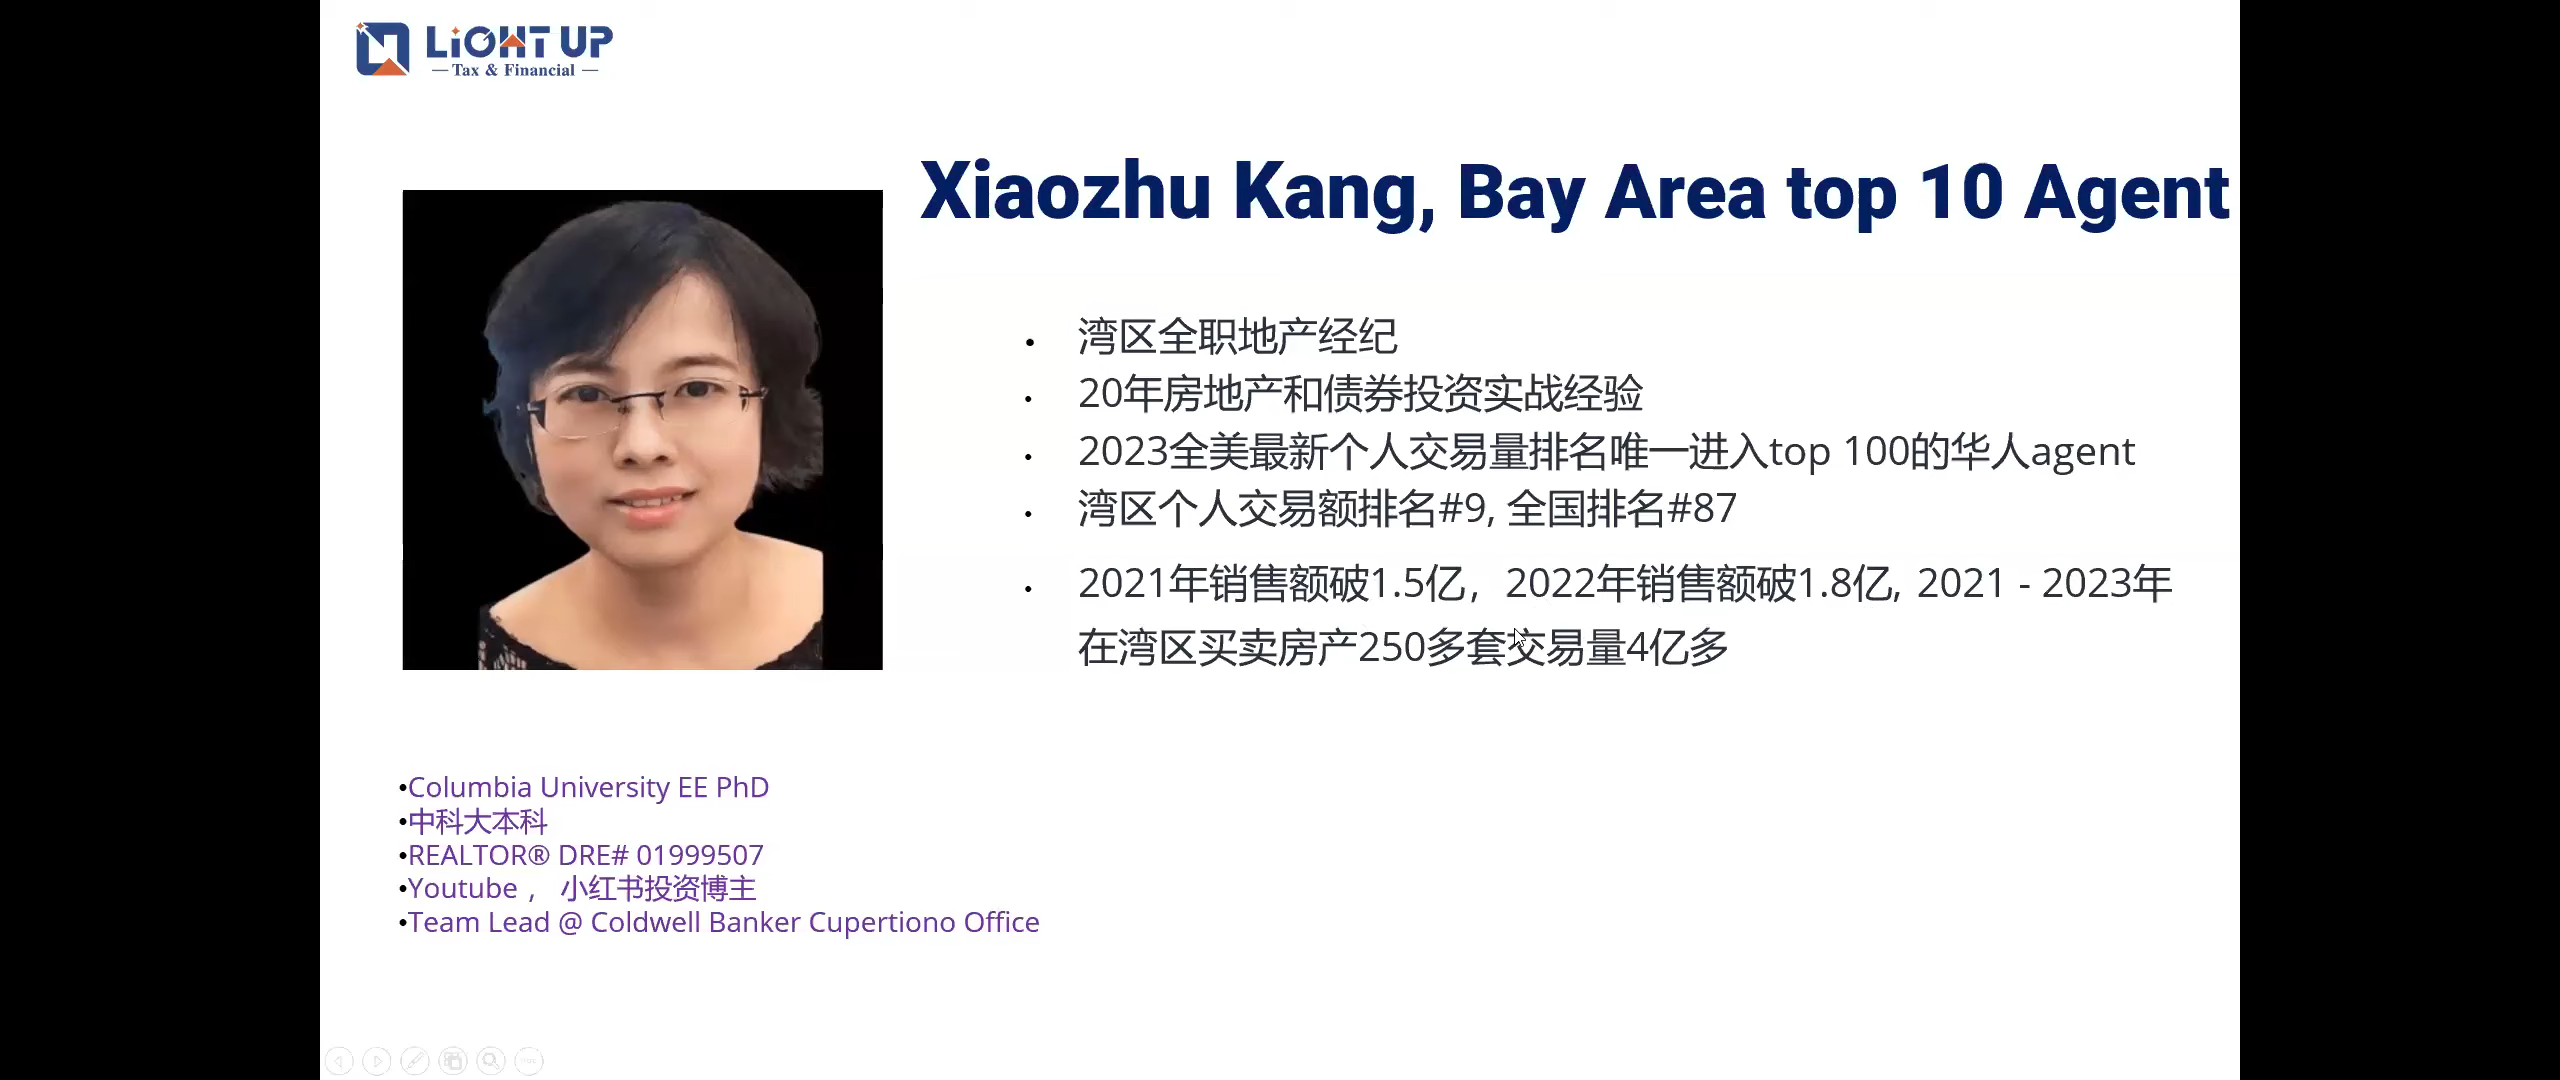 LiGHT UP
Tax & Financial
Xiaozhu Kang, Bay Area top 10 Agent
• 湾区全职地产经纪
• 20年房地产和债券投资实战经验
• 2023全美最新个人交易量排名唯一进入top 100的华人agent
• 湾区个人交易额排名#9, 全国排名#87
• 2021年销售额破1.5亿，2022年销售额破1.8亿, 2021 - 2023年
在湾区买卖房产250多套交易量4亿多
•Columbia University EE PhD
•中科大本科
•REALTOR® DRE# 01999507
•Youtube， 小红书投资博主
•Team Lead @ Coldwell Banker Cupertiono Office